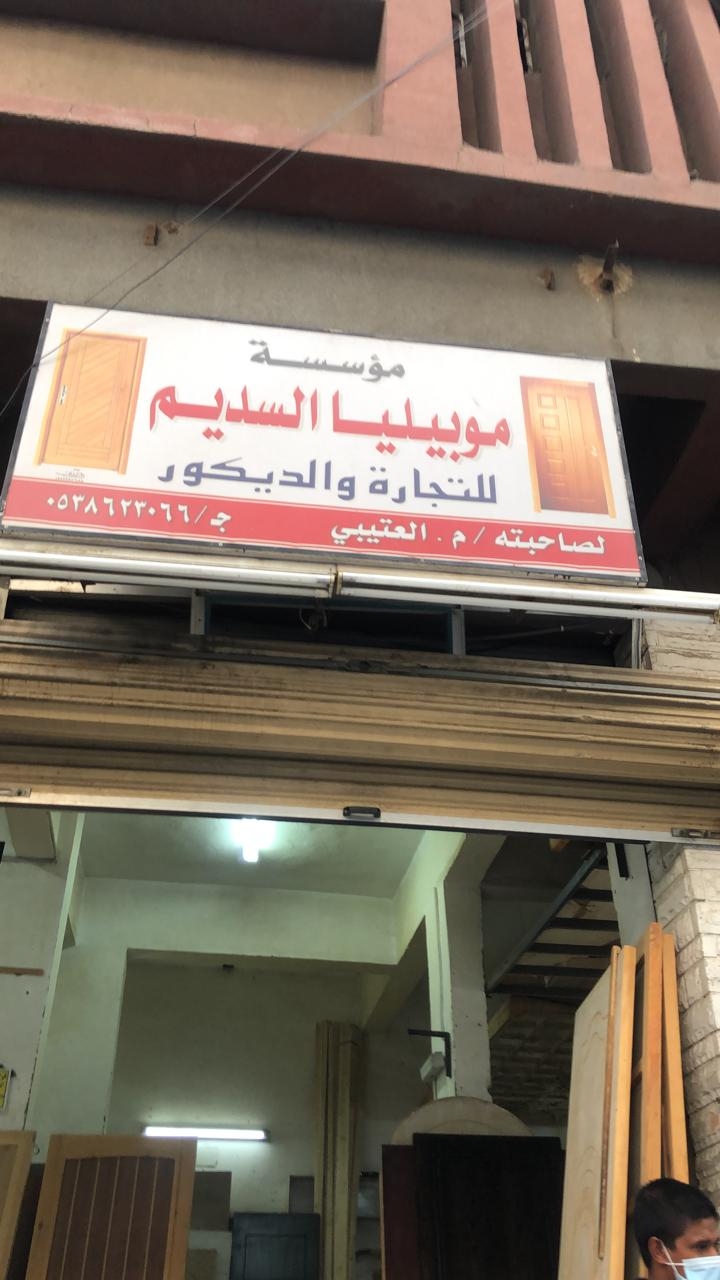 مؤسسة
موبيليا السديم
للتجارة والديكور
لصاحبته / م . العتيبي ج/ ٠٥٣٨٦٢٣٠٦٦